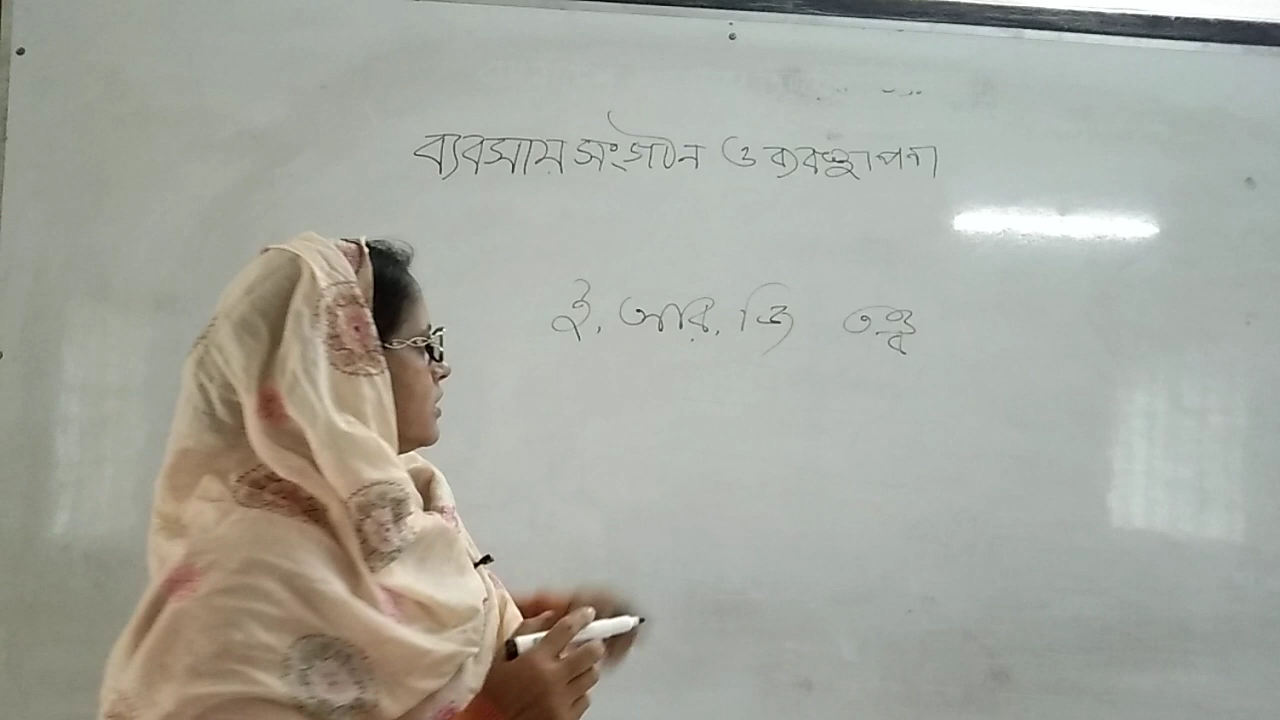 ব্যবসায় সংগঠন ও ব্যবস্থাপনা
ই. আর. জি তত্ত্ব